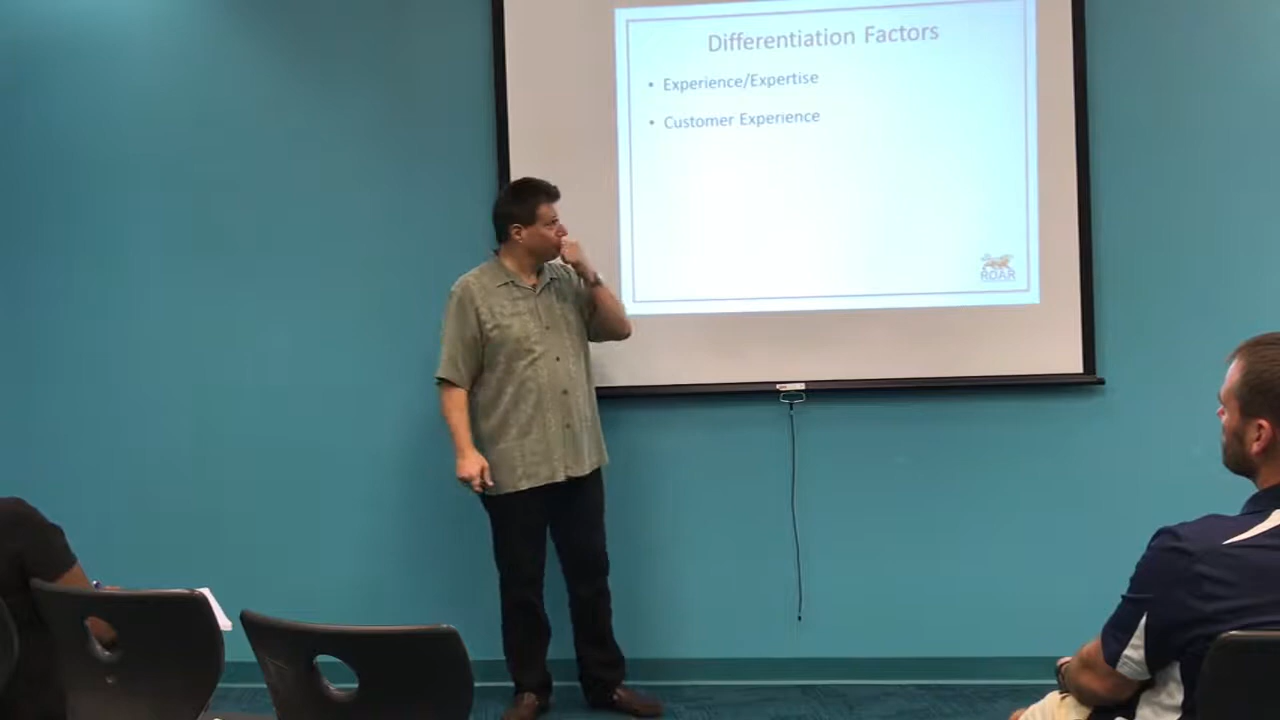 Differentiation Factors
• Experience/Expertise
• Customer Experience
ROAR